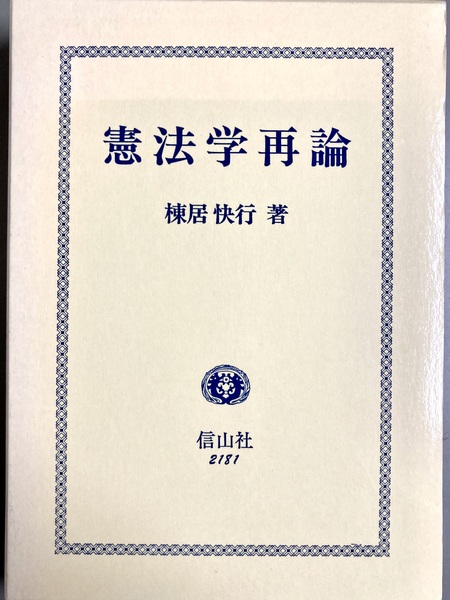 憲法学再論
棟居快行 著
信山社
2181